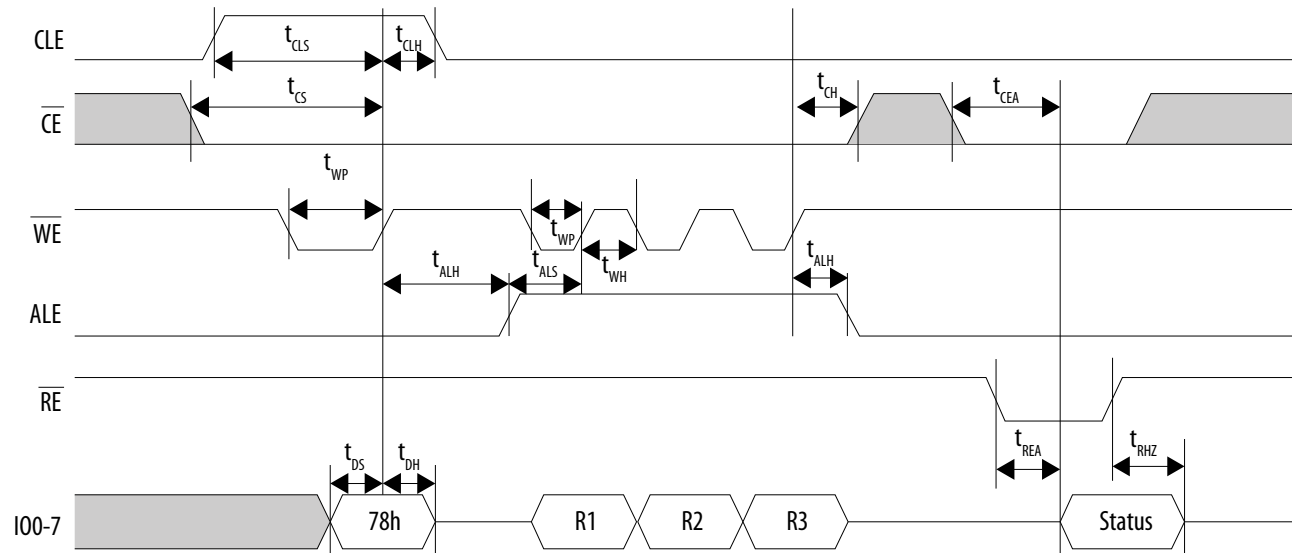 CLE
tCLS
tCLH
CE
tCS
tCH
tCEA
WE
tWP
tWP
tWH
ALE
tALH
tALS
tALH
RE
tREA
tRHZ
IO0-7
tDS
tDH
78h
R1
R2
R3
Status